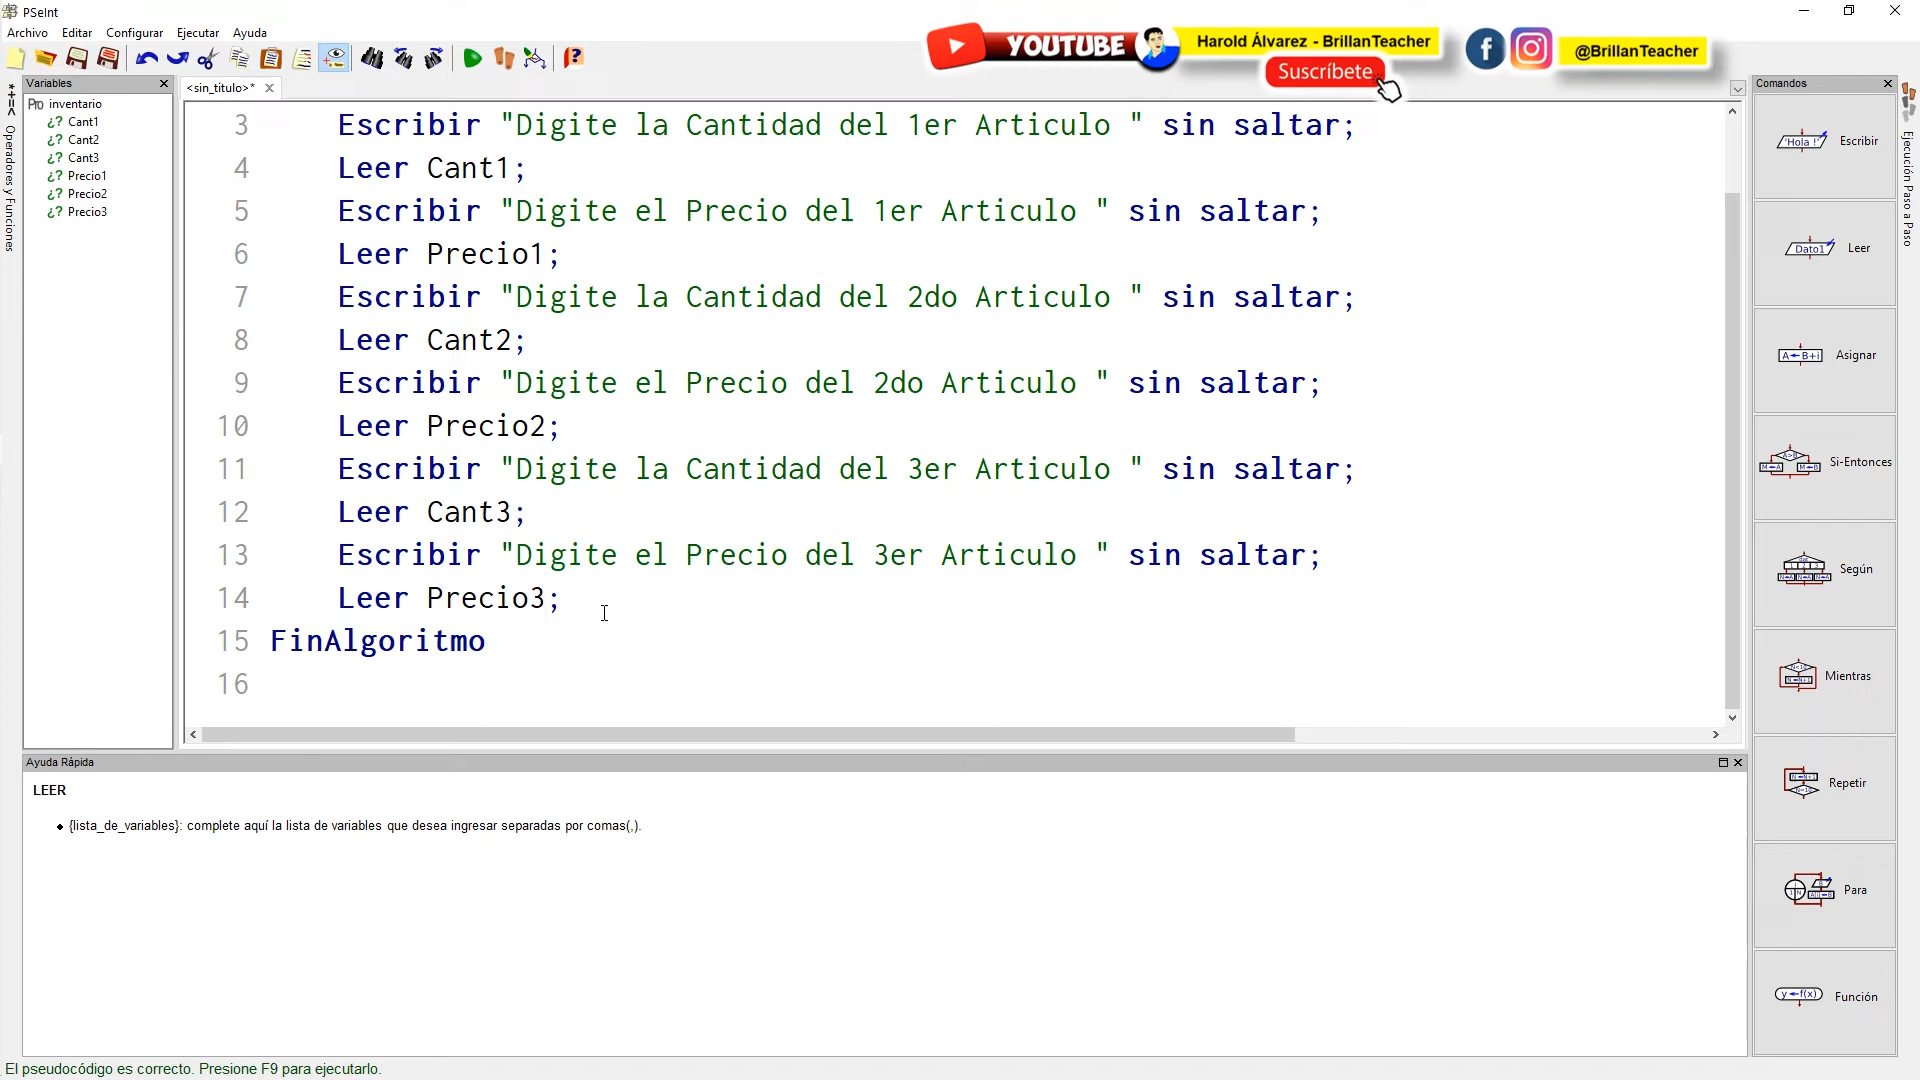 PSeInt
Archivo Editar Configurar Ejecutar Ayuda
YOUTUBE
Harold Álvarez - BrillanTeacher
Suscríbete
@BrillanTeacher
Variables
<sin_titulo>*
Comandos
Operadores y Funciones
Ejecución Paso a Paso
Pro inventario
¿? Cant1
¿? Cant2
¿? Cant3
¿? Precio1
¿? Precio2
¿? Precio3
3 Escribir "Digite la Cantidad del 1er Articulo " sin saltar;
4 Leer Cant1;
5 Escribir "Digite el Precio del 1er Articulo " sin saltar;
6 Leer Precio1;
7 Escribir "Digite la Cantidad del 2do Articulo " sin saltar;
8 Leer Cant2;
9 Escribir "Digite el Precio del 2do Articulo " sin saltar;
10 Leer Precio2;
11 Escribir "Digite la Cantidad del 3er Articulo " sin saltar;
12 Leer Cant3;
13 Escribir "Digite el Precio del 3er Articulo " sin saltar;
14 Leer Precio3;
15 FinAlgoritmo
16
'Hola !' Escribir
Dato1 Leer
A←B+i Asignar
Si-Entonces
Según
Mientras
Repetir
Para
y←f(x) Función
Ayuda Rápida
LEER
{lista_de_variables}: complete aquí la lista de variables que desea ingresar separadas por comas(,).
El pseudocódigo es correcto. Presione F9 para ejecutarlo.